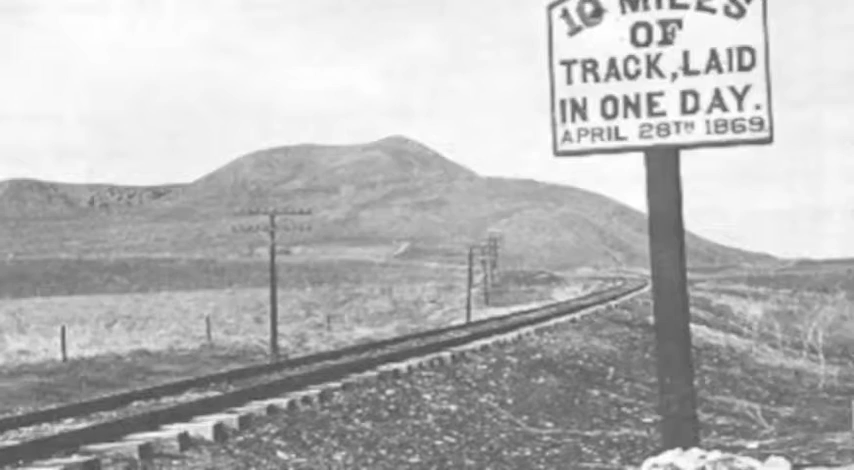 10 MILES
OF
TRACK, LAID
IN ONE DAY.
APRIL 28TH 1869